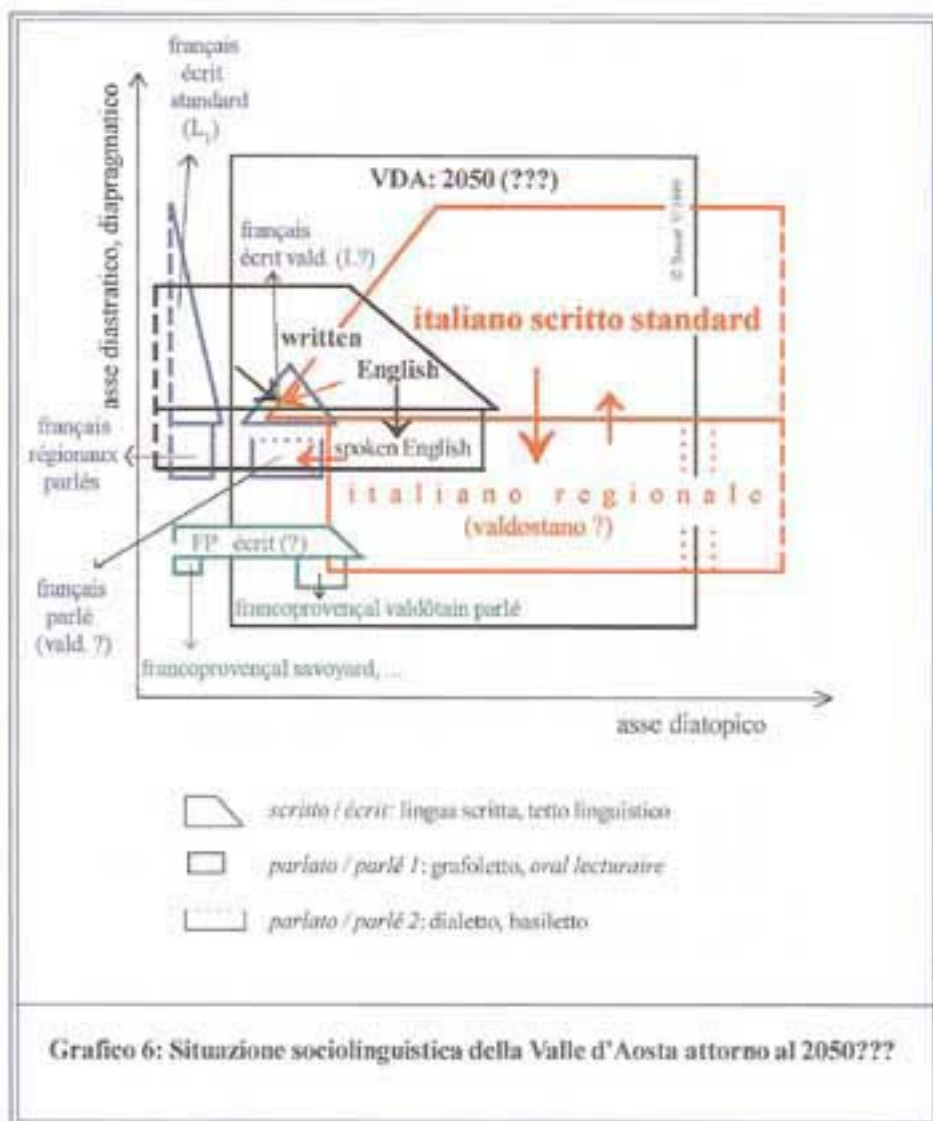 français
écrit
standard
(L₁)
asse diastratico, diapragmatico
VDA: 2050 (???)
français
écrit vald. (L?)
written
English
italiano scritto standard
français
régionaux
parlés
spoken English
italiano regionale
(valdostano ?)
FP écrit (?)
français
parlé
(vald. ?)
francoprovençal valdôtain parlé
francoprovençal savoyard, ...
asse diatopico
scritto / écrit: lingua scritta, tetto linguistico
parlato / parlé 1: grafoletto, oral lecturaire
parlato / parlé 2: dialetto, basiletto
Grafico 6: Situazione sociolinguistica della Valle d'Aosta attorno al 2050???